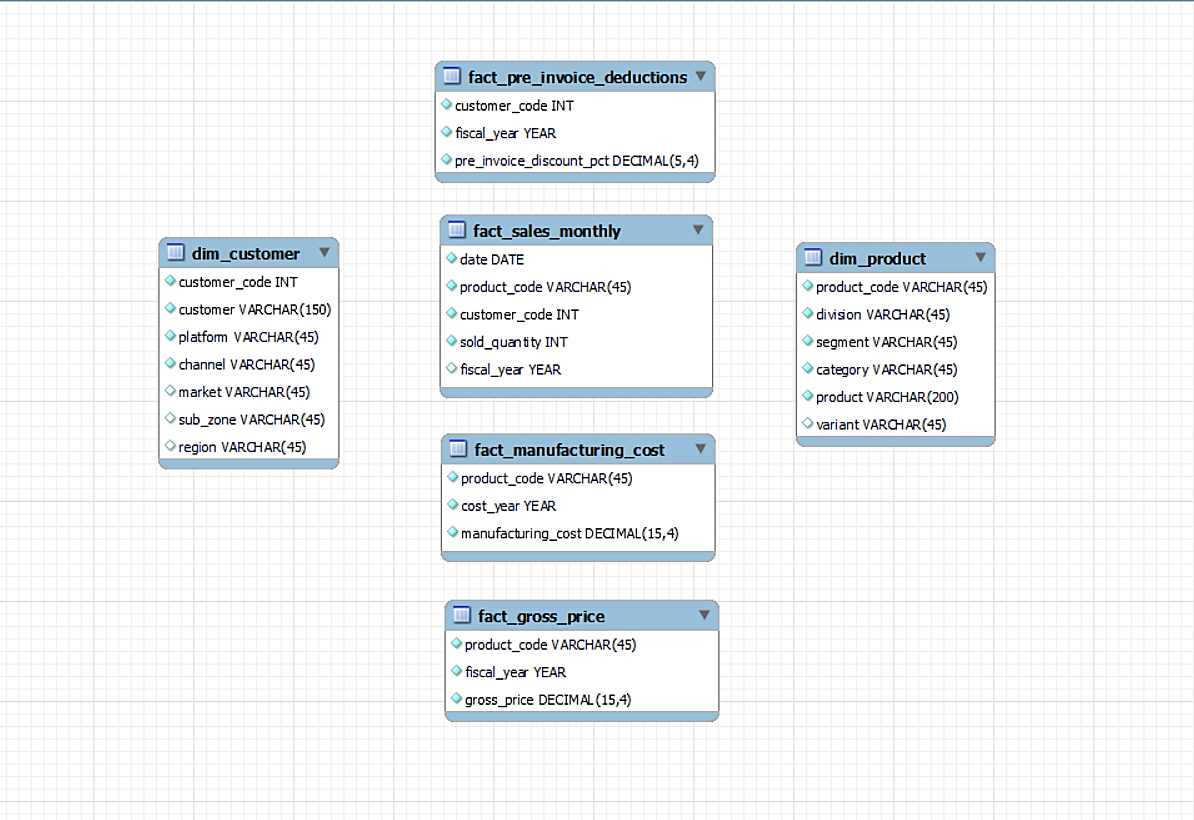 fact_pre_invoice_deductions
customer_code INT
fiscal_year YEAR
pre_invoice_discount_pct DECIMAL(5,4)
dim_customer
customer_code INT
customer VARCHAR(150)
platform VARCHAR(45)
channel VARCHAR(45)
market VARCHAR(45)
sub_zone VARCHAR(45)
region VARCHAR(45)
fact_sales_monthly
date DATE
product_code VARCHAR(45)
customer_code INT
sold_quantity INT
fiscal_year YEAR
dim_product
product_code VARCHAR(45)
division VARCHAR(45)
segment VARCHAR(45)
category VARCHAR(45)
product VARCHAR(200)
variant VARCHAR(45)
fact_manufacturing_cost
product_code VARCHAR(45)
cost_year YEAR
manufacturing_cost DECIMAL(15,4)
fact_gross_price
product_code VARCHAR(45)
fiscal_year YEAR
gross_price DECIMAL(15,4)